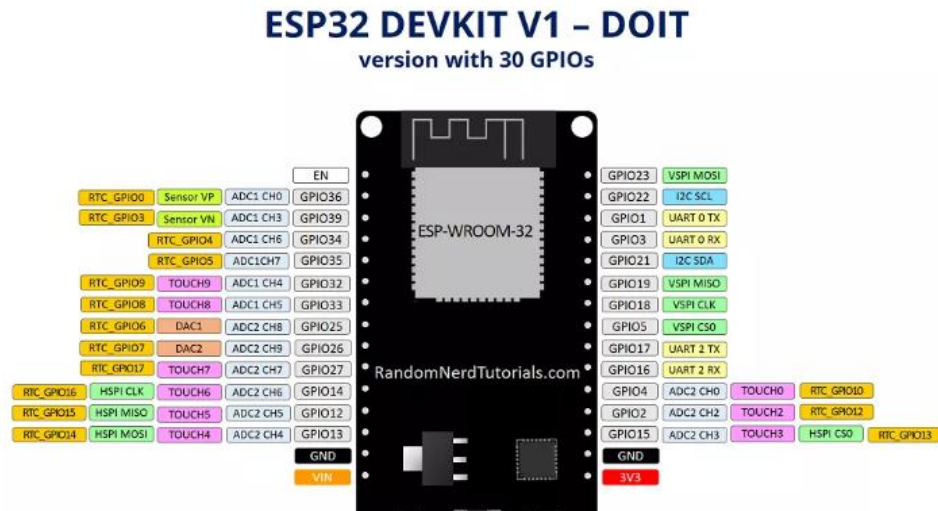 ESP32 DEVKIT V1 – DOIT
version with 30 GPIOs
EN GPIO23 VSPI MOSI
RTC_GPIO0 Sensor VP ADC1 CH0 GPIO36 GPIO22 I2C SCL
RTC_GPIO3 Sensor VN ADC1 CH3 GPIO39 GPIO1 UART 0 TX
RTC_GPIO4 ADC1 CH6 GPIO34 ESP-WROOM-32 GPIO3 UART 0 RX
RTC_GPIO5 ADC1CH7 GPIO35 GPIO21 I2C SDA
RTC_GPIO9 TOUCH9 ADC1 CH4 GPIO32 GPIO19 VSPI MISO
RTC_GPIO8 TOUCH8 ADC1 CH5 GPIO33 GPIO18 VSPI CLK
RTC_GPIO6 DAC1 ADC2 CH8 GPIO25 GPIO5 VSPI CS0
RTC_GPIO7 DAC2 ADC2 CH9 GPIO26 GPIO17 UART 2 TX
RTC_GPIO17 TOUCH7 ADC2 CH7 GPIO27 RandomNerdTutorials.com GPIO16 UART 2 RX
RTC_GPIO16 HSPI CLK TOUCH6 ADC2 CH6 GPIO14 GPIO4 ADC2 CH0 TOUCH0 RTC_GPIO10
RTC_GPIO15 HSPI MISO TOUCH5 ADC2 CH5 GPIO12 GPIO2 ADC2 CH2 TOUCH2 RTC_GPIO12
RTC_GPIO14 HSPI MOSI TOUCH4 ADC2 CH4 GPIO13 GPIO15 ADC2 CH3 TOUCH3 HSPI CS0 RTC_GPIO13
GND GND
VIN 3V3